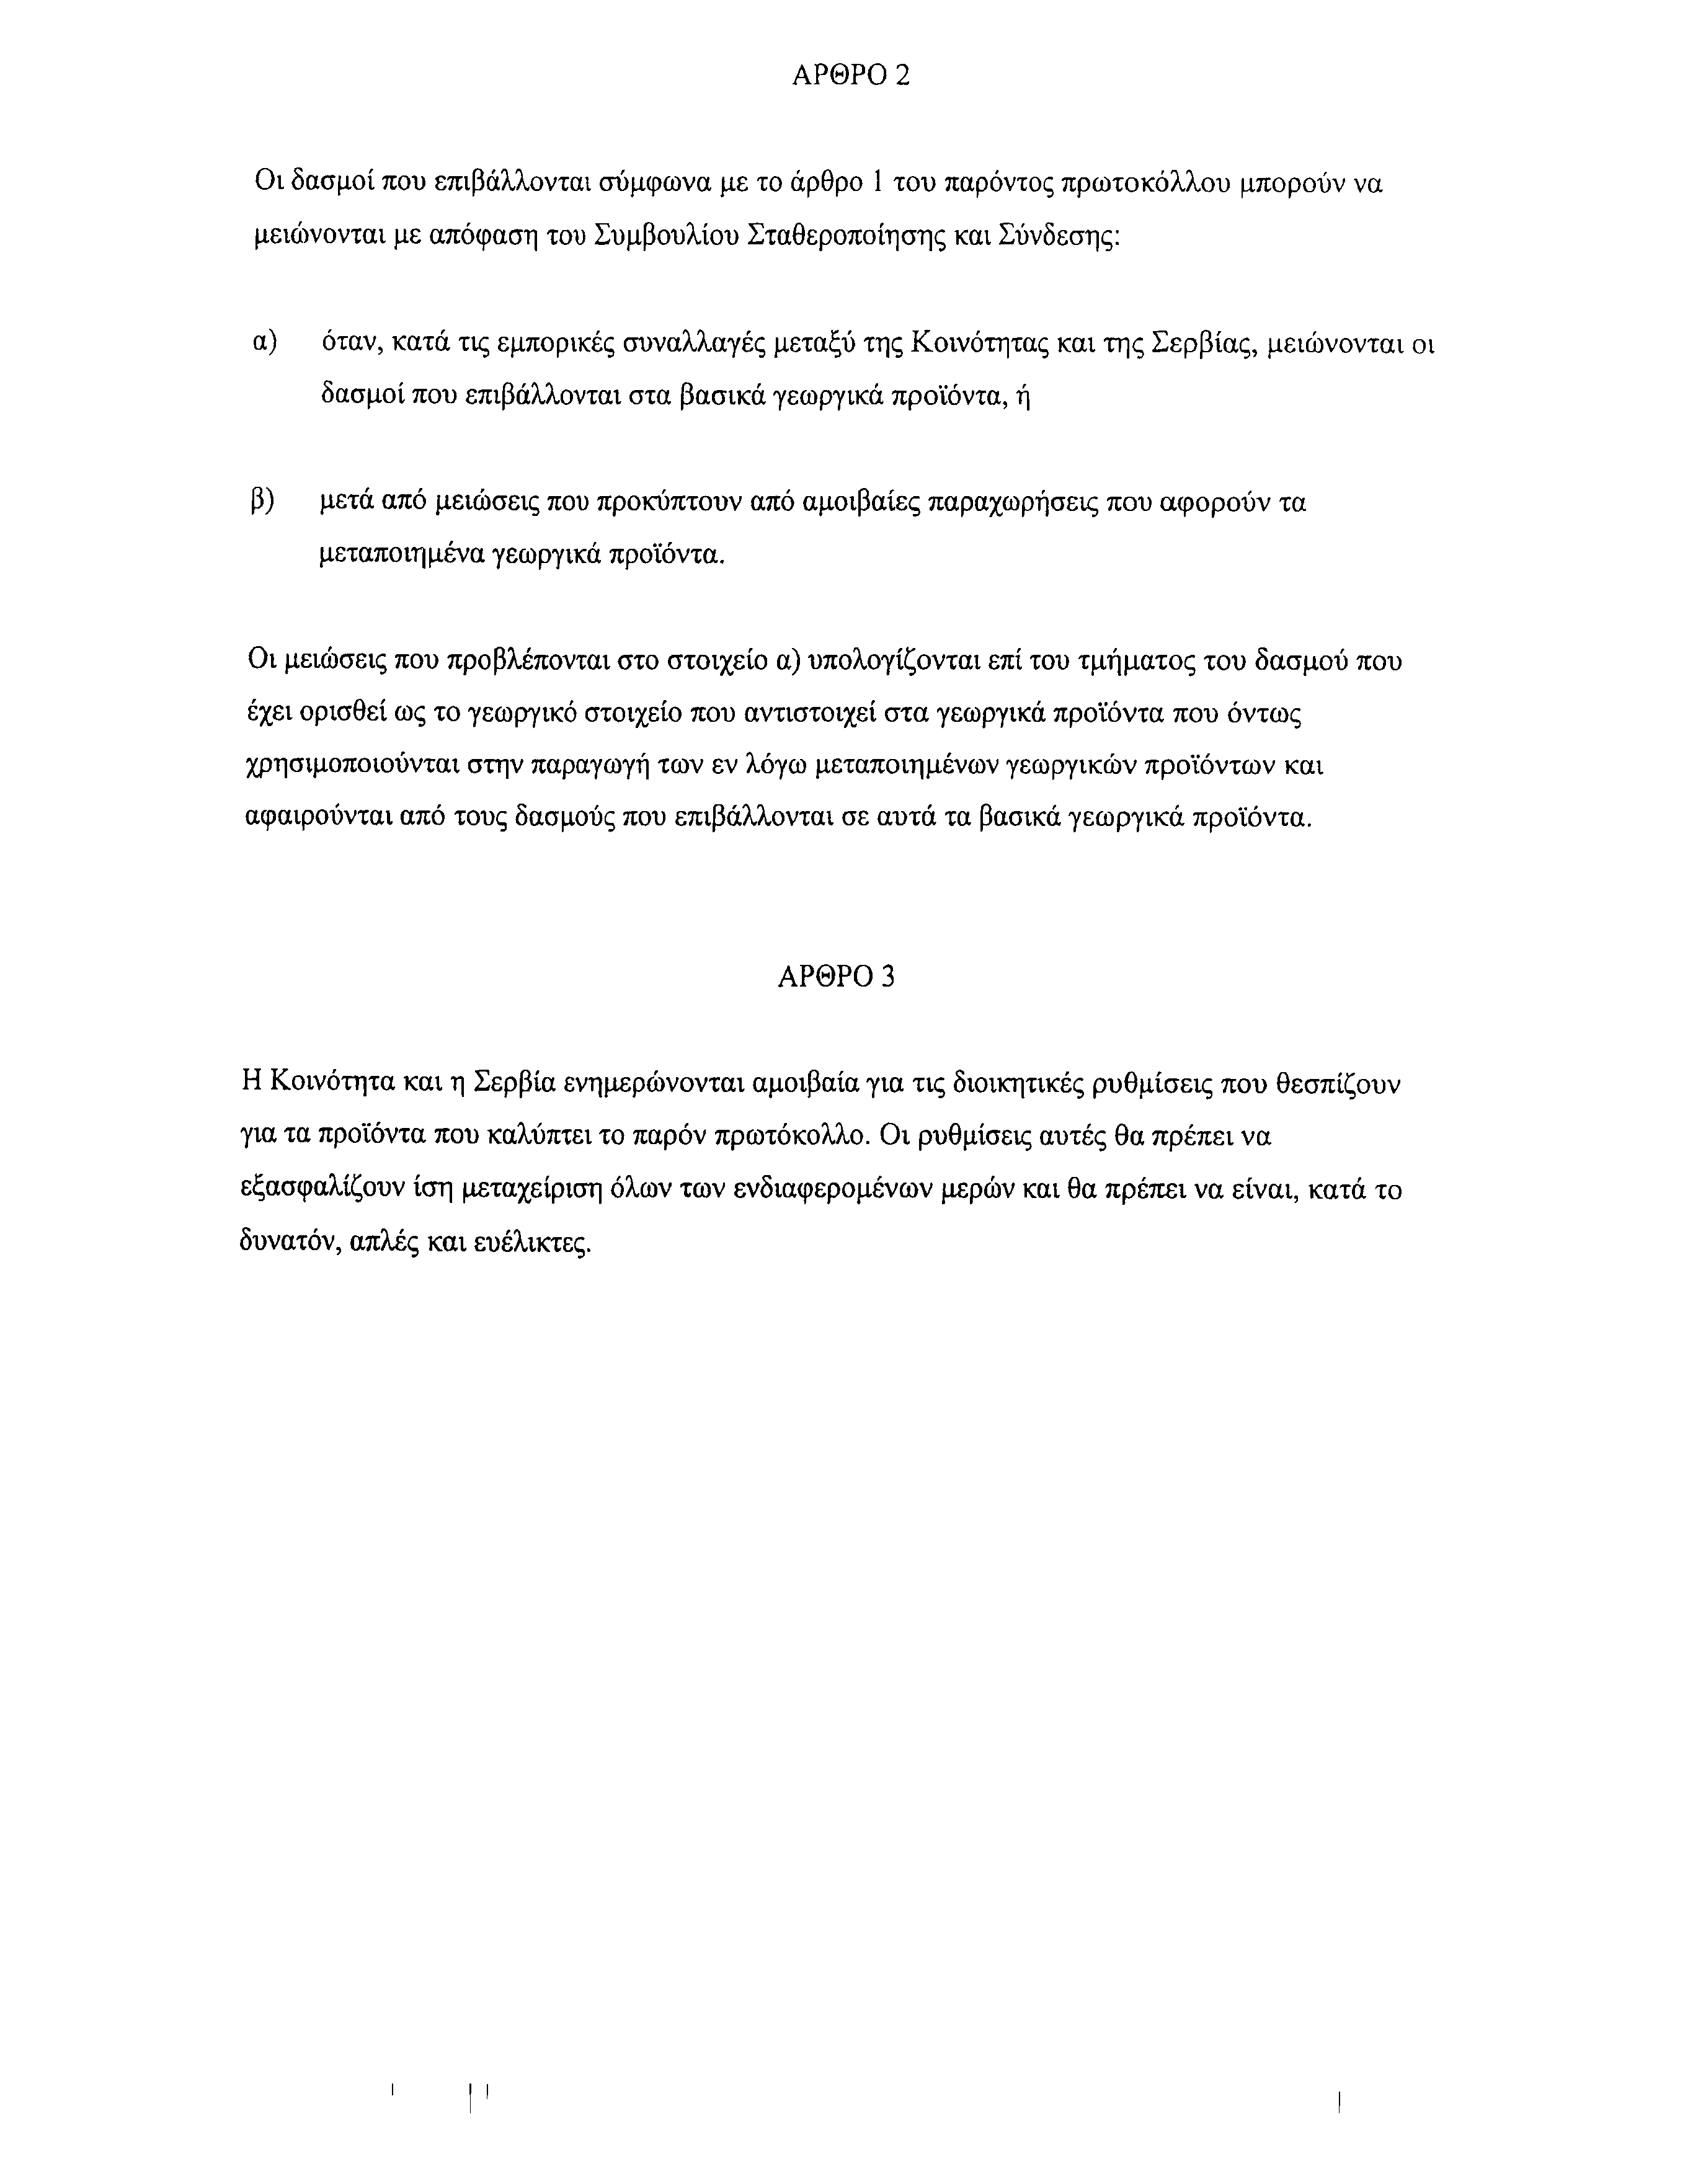 ΑΡΘΡΟ 2
Οι δασμοί που επιβάλλονται σύμφωνα με το άρθρο 1 του παρόντος πρωτοκόλλου μπορούν να
μειώνονται με απόφαση του Συμβουλίου Σταθεροποίησης και Σύνδεσης:
α) όταν, κατά τις εμπορικές συναλλαγές μεταξύ της Κοινότητας και της Σερβίας, μειώνονται οι
δασμοί που επιβάλλονται στα βασικά γεωργικά προϊόντα, ή
β) μετά από μειώσεις που προκύπτουν από αμοιβαίες παραχωρήσεις που αφορούν τα
μεταποιημένα γεωργικά προϊόντα.
Οι μειώσεις που προβλέπονται στο στοιχείο α) υπολογίζονται επί του τμήματος του δασμού που
έχει ορισθεί ως το γεωργικό στοιχείο που αντιστοιχεί στα γεωργικά προϊόντα που όντως
χρησιμοποιούνται στην παραγωγή των εν λόγω μεταποιημένων γεωργικών προϊόντων και
αφαιρούνται από τους δασμούς που επιβάλλονται σε αυτά τα βασικά γεωργικά προϊόντα.
ΑΡΘΡΟ 3
Η Κοινότητα και η Σερβία ενημερώνονται αμοιβαία για τις διοικητικές ρυθμίσεις που θεσπίζουν
για τα προϊόντα που καλύπτει το παρόν πρωτόκολλο. Οι ρυθμίσεις αυτές θα πρέπει να
εξασφαλίζουν ίση μεταχείριση όλων των ενδιαφερομένων μερών και θα πρέπει να είναι, κατά το
δυνατόν, απλές και ευέλικτες.